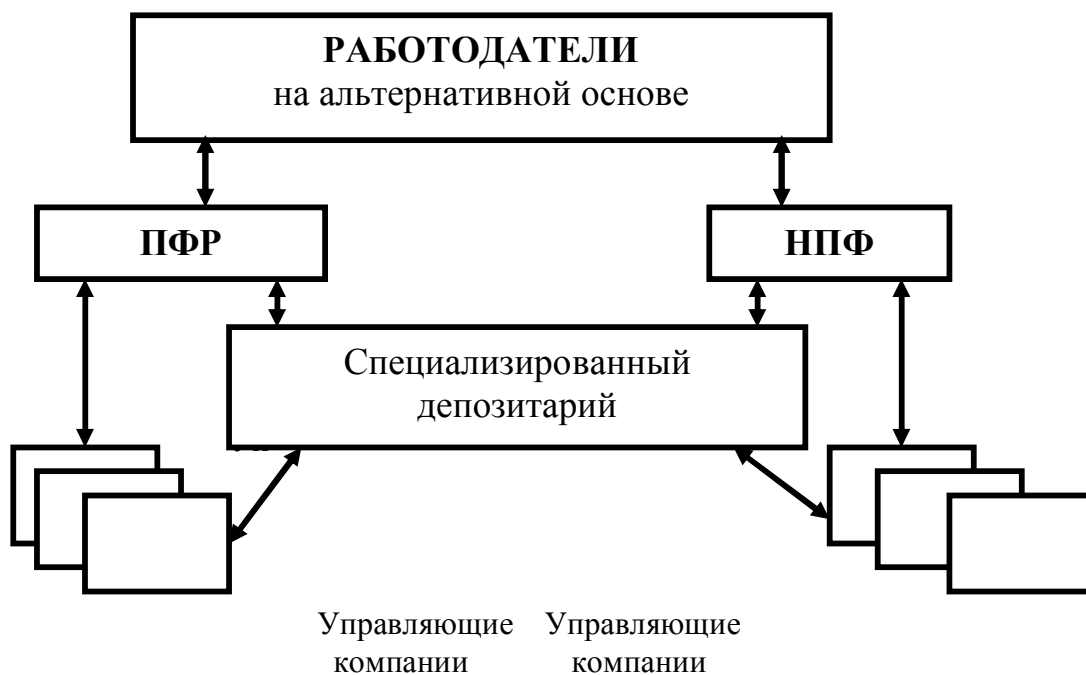 РАБОТОДАТЕЛИ
на альтернативной основе
ПФР
НПФ
Специализированный
депозитарий
Управляющие Управляющие
компании компании